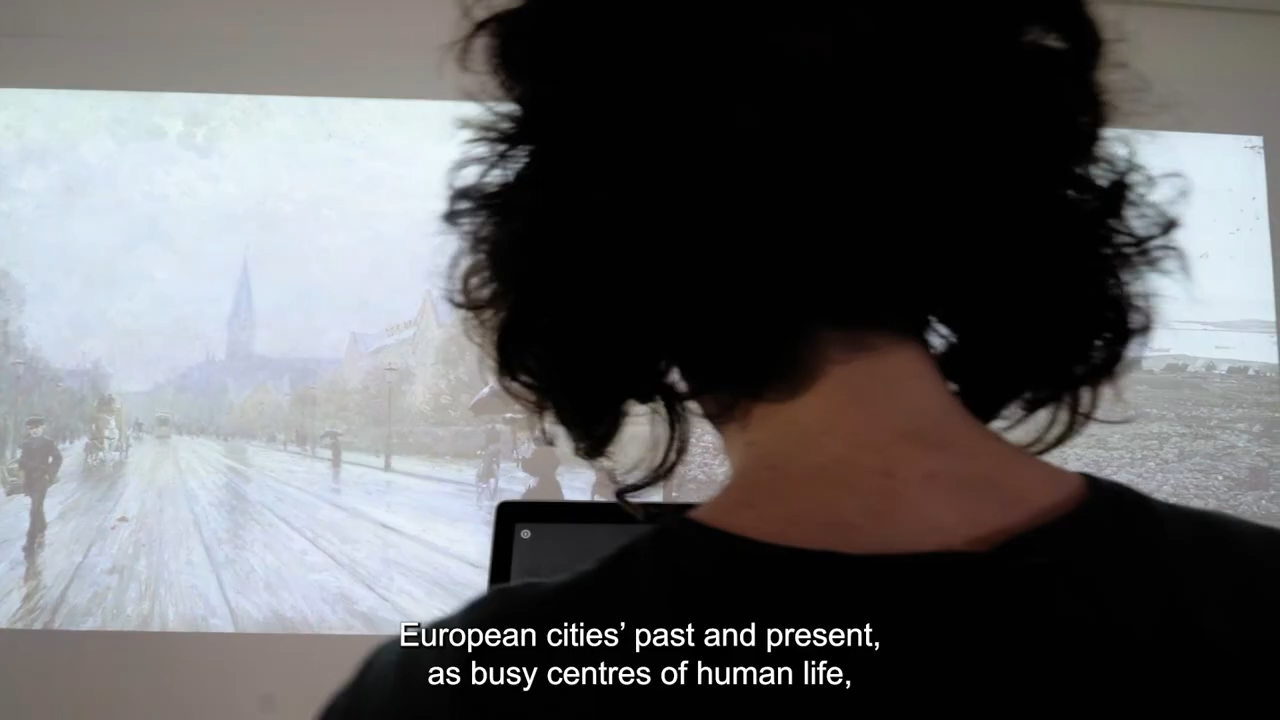 European cities’ past and present,
as busy centres of human life,